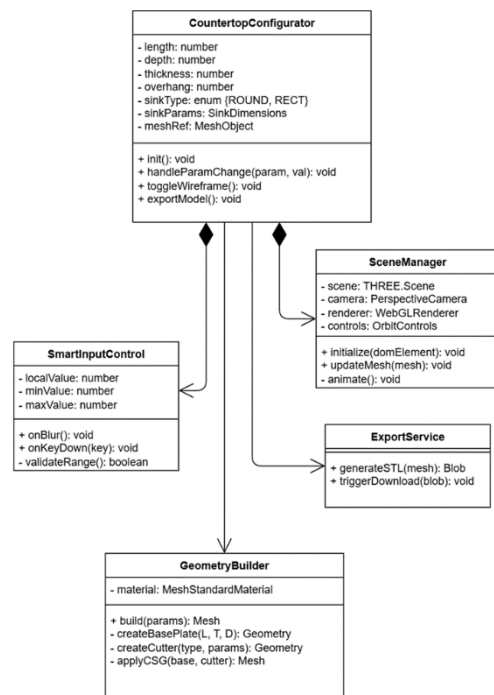 CountertopConfigurator
- length: number
- depth: number
- thickness: number
- overhang: number
- sinkType: enum {ROUND, RECT}
- sinkParams: SinkDimensions
- meshRef: MeshObject
+ init(): void
+ handleParamChange(param, val): void
+ toggleWireframe(): void
+ exportModel(): void
SceneManager
- scene: THREE.Scene
- camera: PerspectiveCamera
- renderer: WebGLRenderer
- controls: OrbitControls
+ initialize(domElement): void
+ updateMesh(mesh): void
- animate(): void
SmartInputControl
- localValue: number
- minValue: number
- maxValue: number
+ onBlur(): void
+ onKeyDown(key): void
- validateRange(): boolean
ExportService
+ generateSTL(mesh): Blob
+ triggerDownload(blob): void
GeometryBuilder
- material: MeshStandardMaterial
+ build(params): Mesh
- createBasePlate(L, T, D): Geometry
- createCutter(type, params): Geometry
- applyCSG(base, cutter): Mesh